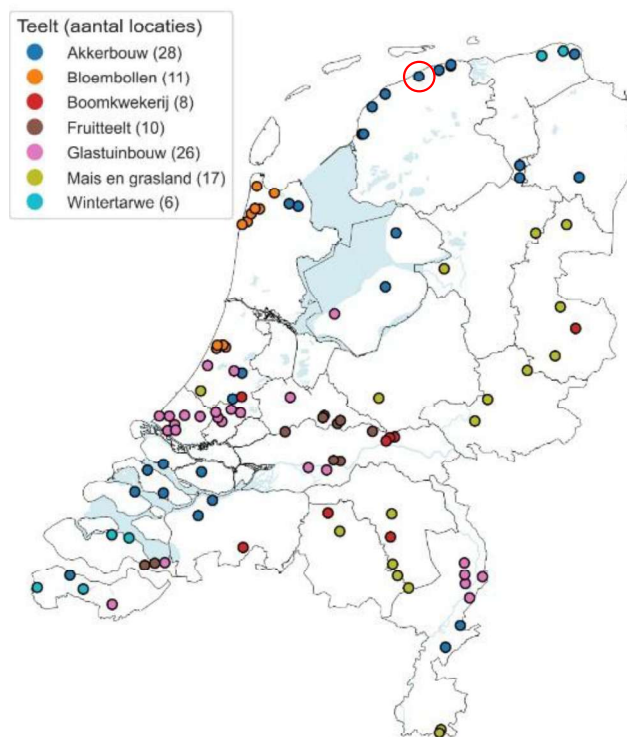 Teelt (aantal locaties)
Akkerbouw (28)
Bloembollen (11)
Boomkwekerij (8)
Fruitteelt (10)
Glastuinbouw (26)
Mais en grasland (17)
Wintertarwe (6)